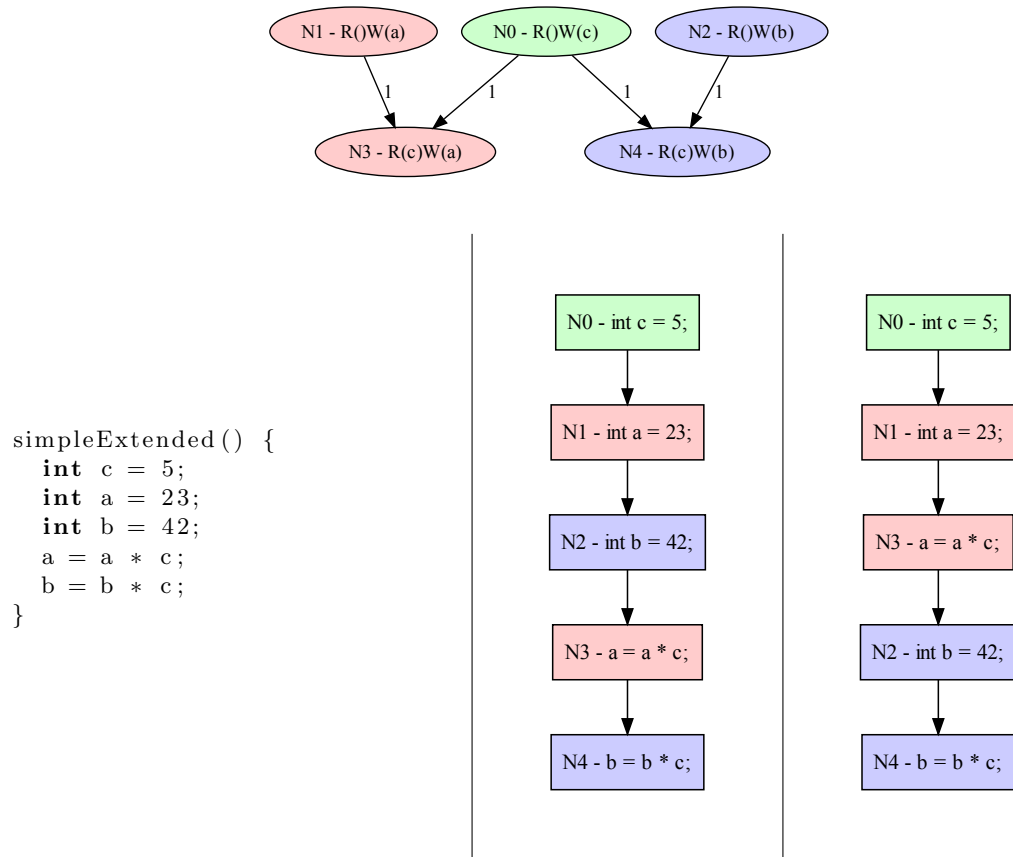 N1 - R()W(a)
N0 - R()W(c)
N2 - R()W(b)
1
1
1
1
N3 - R(c)W(a)
N4 - R(c)W(b)
simpleExtended() {
int c = 5;
int a = 23;
int b = 42;
a = a * c;
b = b * c;
}
N0 - int c = 5;
N1 - int a = 23;
N2 - int b = 42;
N3 - a = a * c;
N4 - b = b * c;
N0 - int c = 5;
N1 - int a = 23;
N3 - a = a * c;
N2 - int b = 42;
N4 - b = b * c;